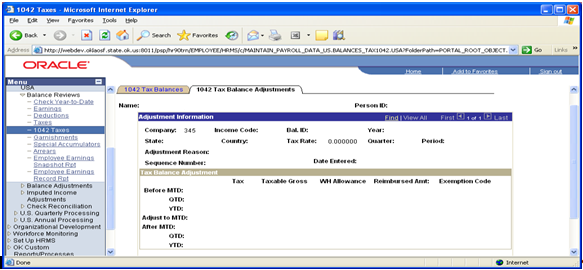 1042 Taxes - Microsoft Internet Explorer
File Edit View Favorites Tools Help
Back Search Favorites
Address http://webdev.oklaosf.state.ok.us:8011/psp/hr90trn/EMPLOYEE/HRMS/c/MAINTAIN_PAYROLL_DATA_US.BALANCES_TAX1042.USA?FolderPath=PORTAL_ROOT_OBJECT. Go Links
ORACLE
Home Add to Favorites Sign out
Menu
USA
Balance Reviews
Check Year-to-Date
Earnings
Deductions
Taxes
1042 Taxes
Garnishments
Special Accumulators
Arrears
Employee Earnings
Snapshot Rpt
Employee Earnings
Record Rpt
Balance Adjustments
Imputed Income
Adjustments
Check Reconciliation
U.S. Quarterly Processing
U.S. Annual Processing
Organizational Development
Workforce Monitoring
Set Up HRMS
OK Custom
Reports/Processes
1042 Tax Balances 1042 Tax Balance Adjustments
Name: Person ID:
Adjustment Information Find | View All First 1 of 1 Last
Company: 345 Income Code: Bal. ID: Year:
State: Country: Tax Rate: 0.000000 Quarter: Period:
Adjustment Reason:
Sequence Number: Date Entered:
Tax Balance Adjustment
Tax Taxable Gross WH Allowance Reimbursed Amt: Exemption Code
Before MTD:
QTD:
YTD:
Adjust to MTD:
After MTD:
QTD:
YTD:
Done Internet